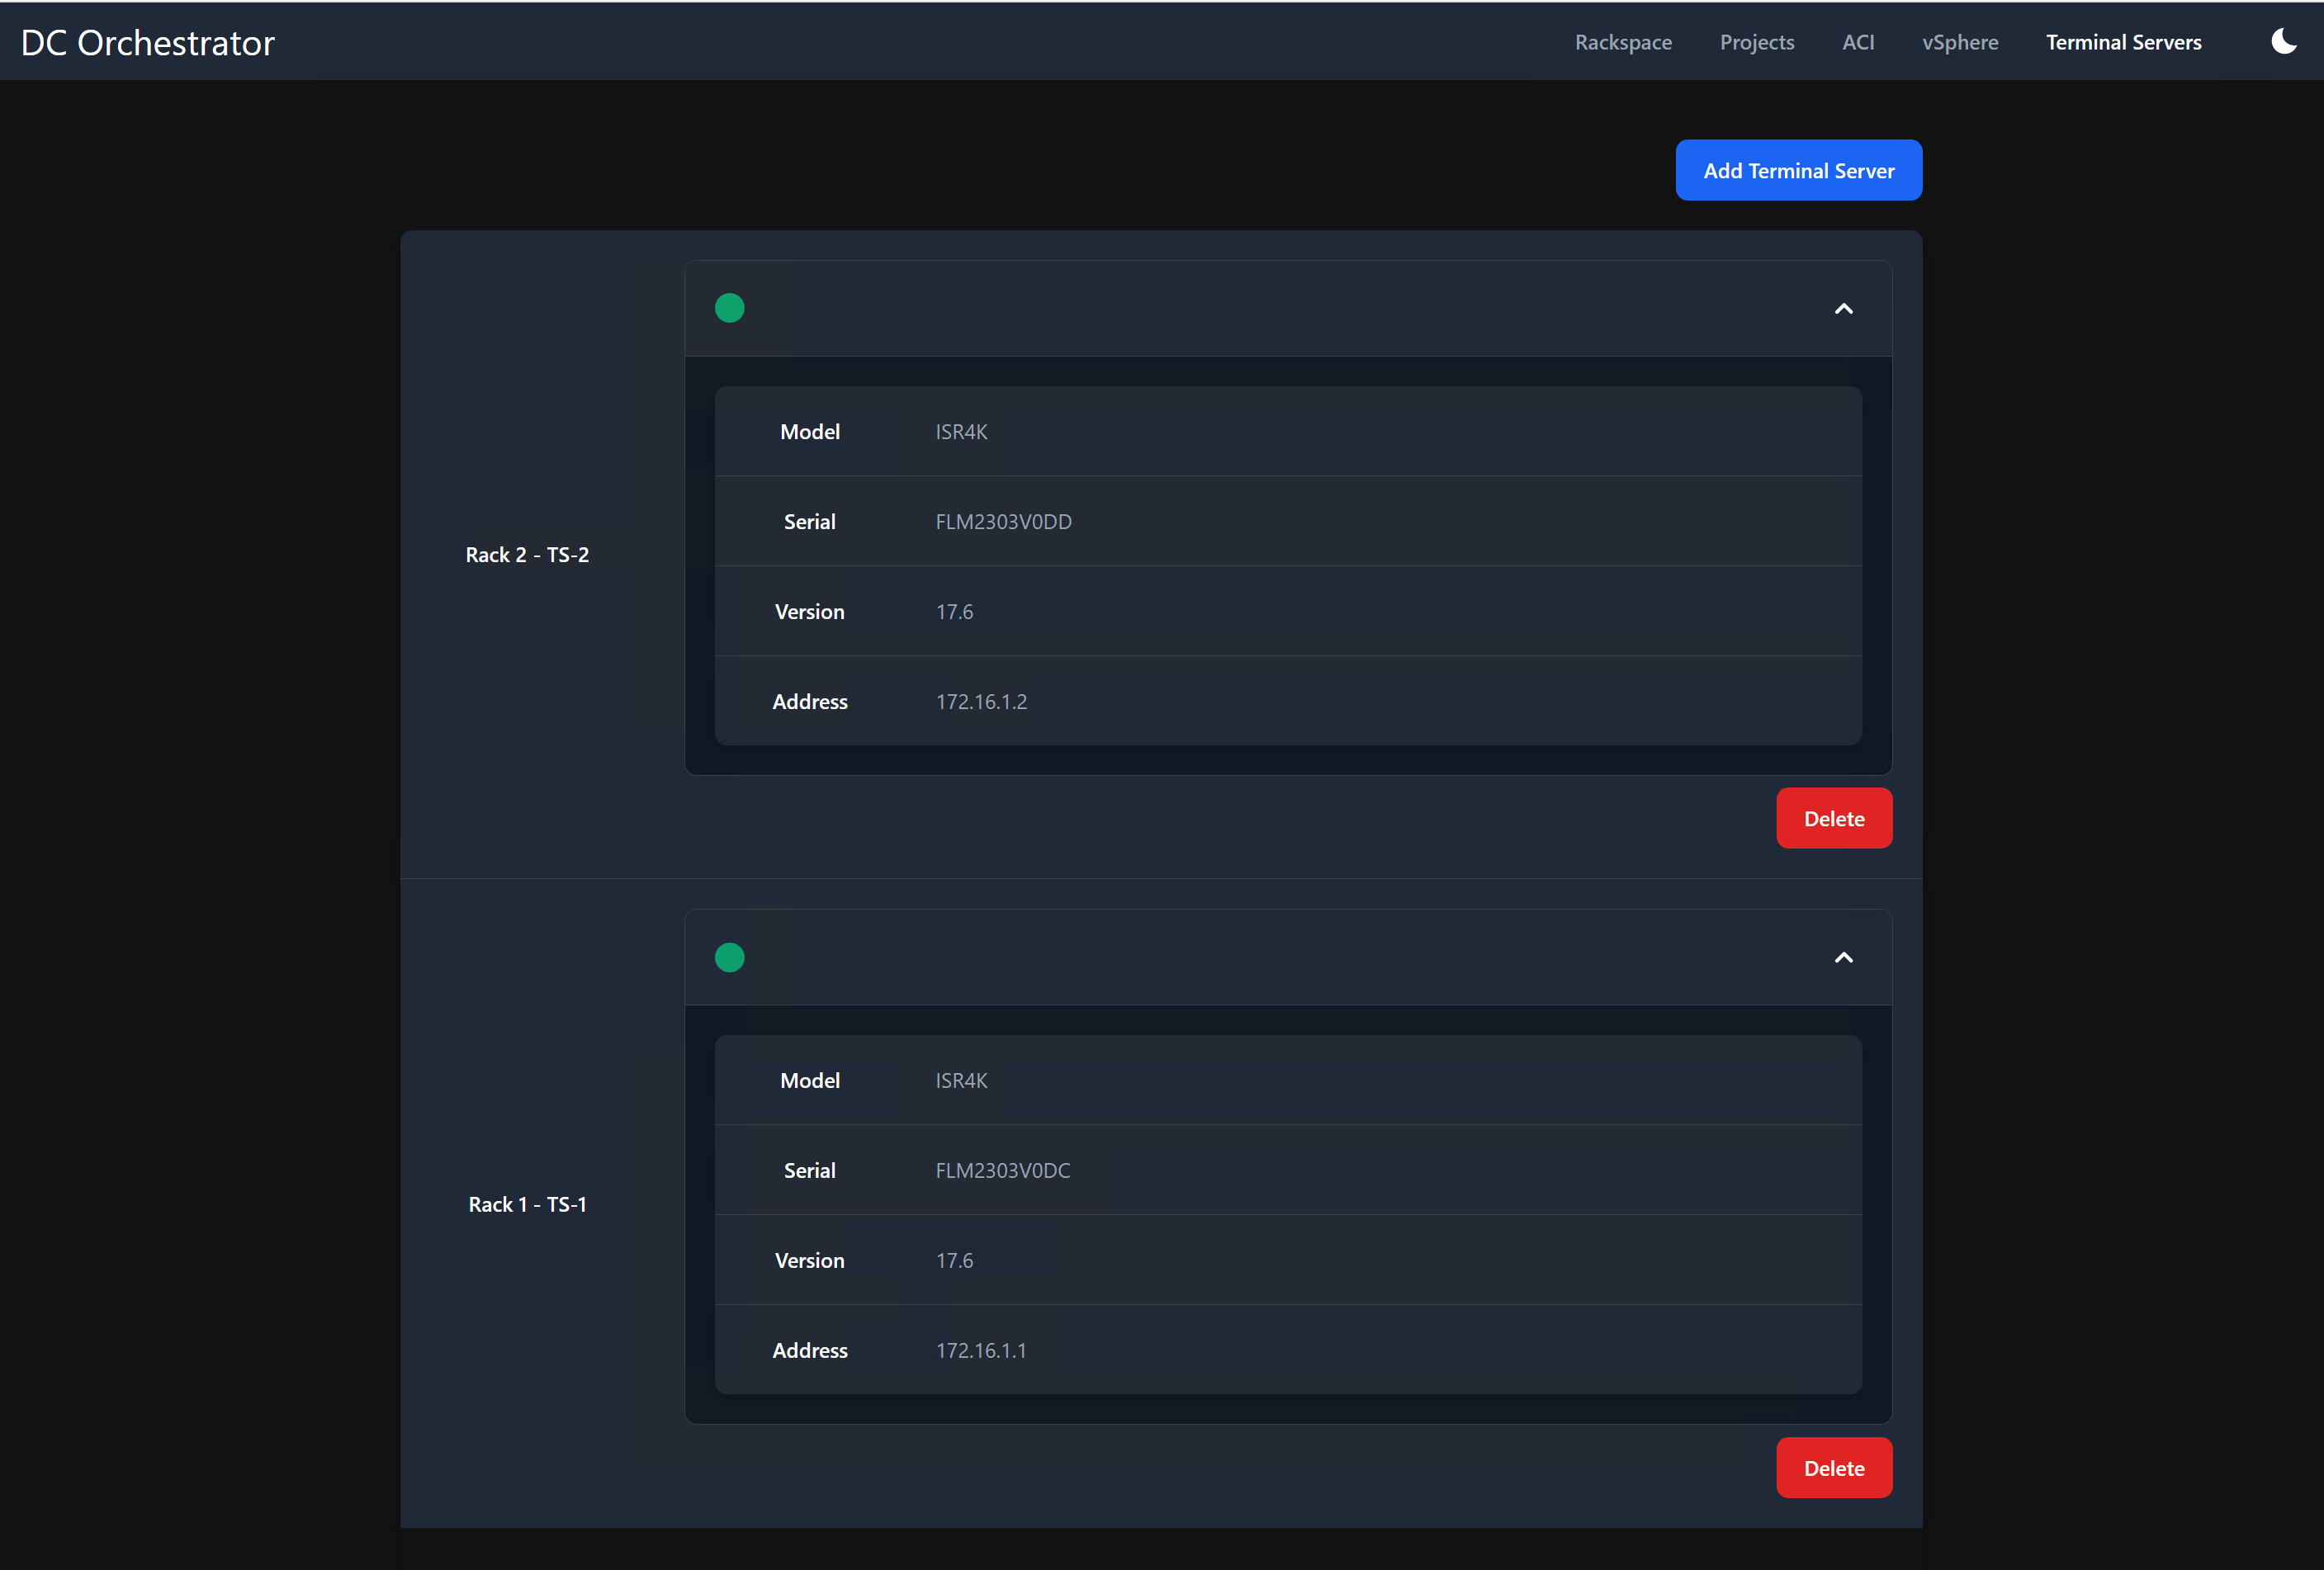 DC Orchestrator
Rackspace Projects ACI vSphere Terminal Servers
Add Terminal Server
Rack 2 - TS-2
Model ISR4K
Serial FLM2303V0DD
Version 17.6
Address 172.16.1.2
Delete
Rack 1 - TS-1
Model ISR4K
Serial FLM2303V0DC
Version 17.6
Address 172.16.1.1
Delete